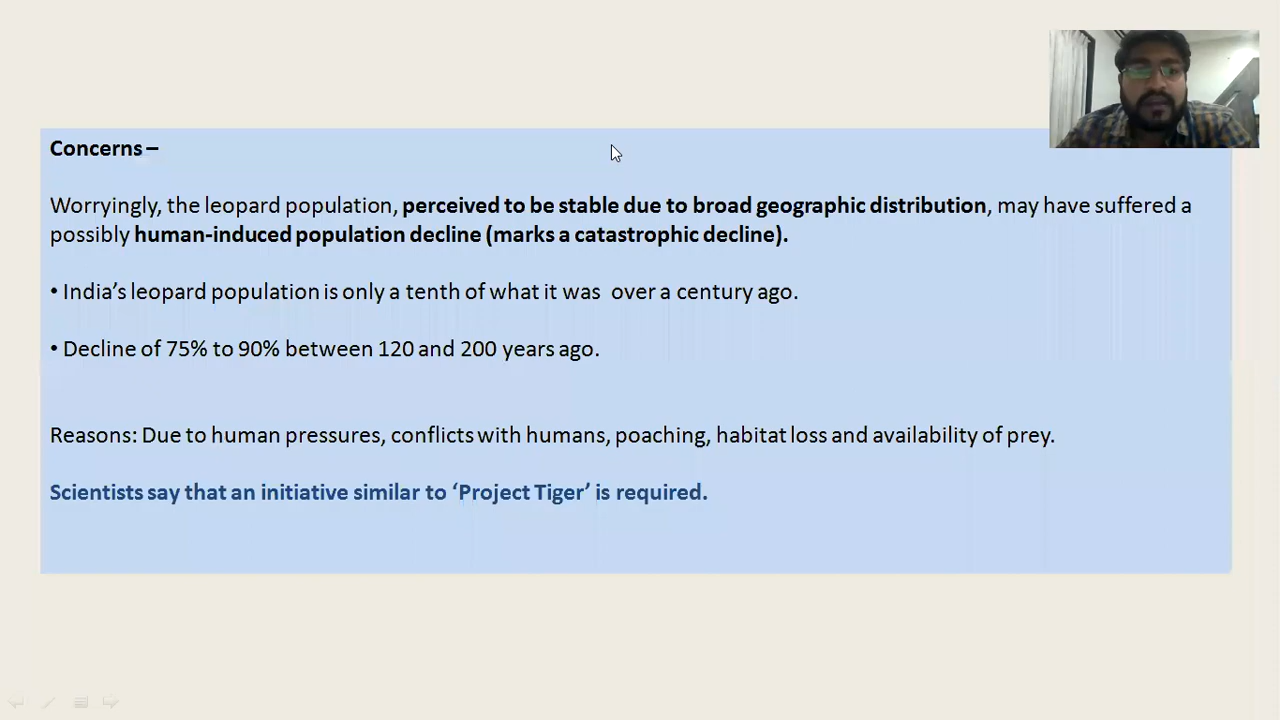 Concerns –
Worryingly, the leopard population, perceived to be stable due to broad geographic distribution, may have suffered a
possibly human-induced population decline (marks a catastrophic decline).
• India’s leopard population is only a tenth of what it was over a century ago.
• Decline of 75% to 90% between 120 and 200 years ago.
Reasons: Due to human pressures, conflicts with humans, poaching, habitat loss and availability of prey.
Scientists say that an initiative similar to ‘Project Tiger’ is required.